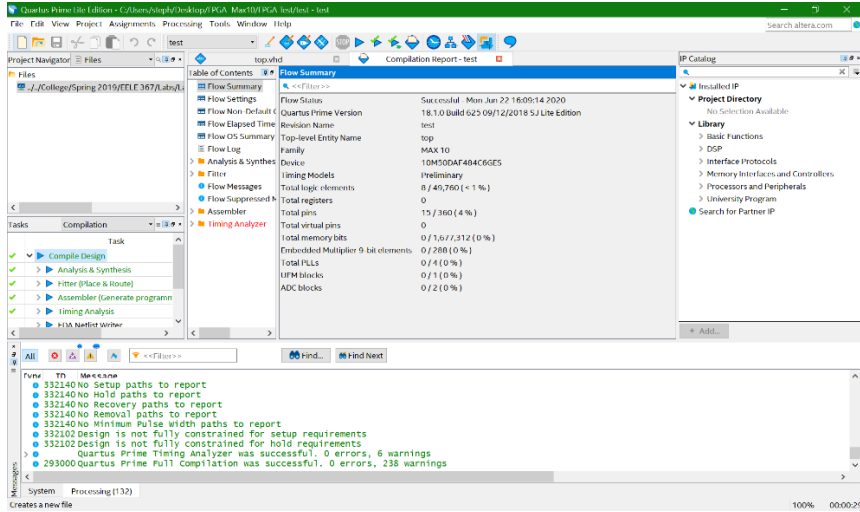 Quartus Prime Lite Edition - C:/Users/steph/Desktop/FPGA Max10/FPGA Test/test - test
File Edit View Project Assignments Processing Tools Window Help
Search altera.com
test
Project Navigator Files
Files
../../College/Spring 2019/EELE 367/Labs/L
Tasks Compilation
Task
Compile Design
Analysis & Synthesis
Fitter (Place & Route)
Assembler (Generate programm
Timing Analysis
EDA Netlist Writer
top.vhd
Compilation Report - test
Table of Contents
Flow Summary
Flow Settings
Flow Non-Default
Flow Elapsed Time
Flow OS Summary
Flow Log
Analysis & Synthes
Fitter
Flow Messages
Flow Suppressed M
Assembler
Timing Analyzer
Flow Summary
<<Filter>>
Flow Status Successful - Mon Jun 22 16:09:14 2020
Quartus Prime Version 18.1.0 Build 625 09/12/2018 SJ Lite Edition
Revision Name test
Top-level Entity Name top
Family MAX 10
Device 10M50DAF484C6GES
Timing Models Preliminary
Total logic elements 8 / 49,760 ( < 1 % )
Total registers 0
Total pins 15 / 360 ( 4 % )
Total virtual pins 0
Total memory bits 0 / 1,677,312 ( 0 % )
Embedded Multiplier 9-bit elements 0 / 288 ( 0 % )
Total PLLs 0 / 4 ( 0 % )
UFM blocks 0 / 1 ( 0 % )
ADC blocks 0 / 2 ( 0 % )
IP Catalog
Installed IP
Project Directory
No Selection Available
Library
Basic Functions
DSP
Interface Protocols
Memory Interfaces and Controllers
Processors and Peripherals
University Program
Search for Partner IP
+ Add...
All
<<Filter>>
Find...
Find Next
Type ID Message
332140 No Setup paths to report
332140 No Hold paths to report
332140 No Recovery paths to report
332140 No Removal paths to report
332140 No Minimum Pulse Width paths to report
332102 Design is not fully constrained for setup requirements
332102 Design is not fully constrained for hold requirements
Quartus Prime Timing Analyzer was successful. 0 errors, 6 warnings
293000 Quartus Prime Full Compilation was successful. 0 errors, 238 warnings
Messages
System Processing (132)
Creates a new file
100% 00:00:29